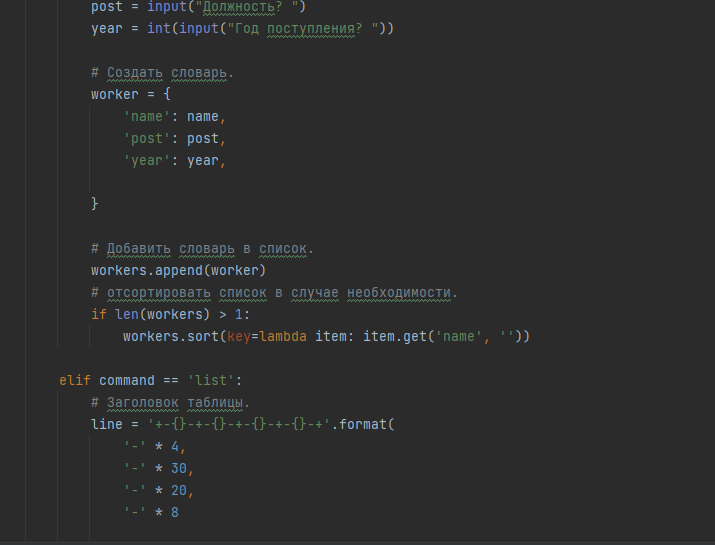 post = input("Должность? ")
year = int(input("Год поступления? "))
# Создать словарь.
worker = {
'name': name,
'post': post,
'year': year,
}
# Добавить словарь в список.
workers.append(worker)
# отсортировать список в случае необходимости.
if len(workers) > 1:
workers.sort(key=lambda item: item.get('name', ''))
elif command == 'list':
# Заголовок таблицы.
line = '+-{}-+-{}-+-{}-+-{}-+'.format(
'-' * 4,
'-' * 30,
'-' * 20,
'-' * 8